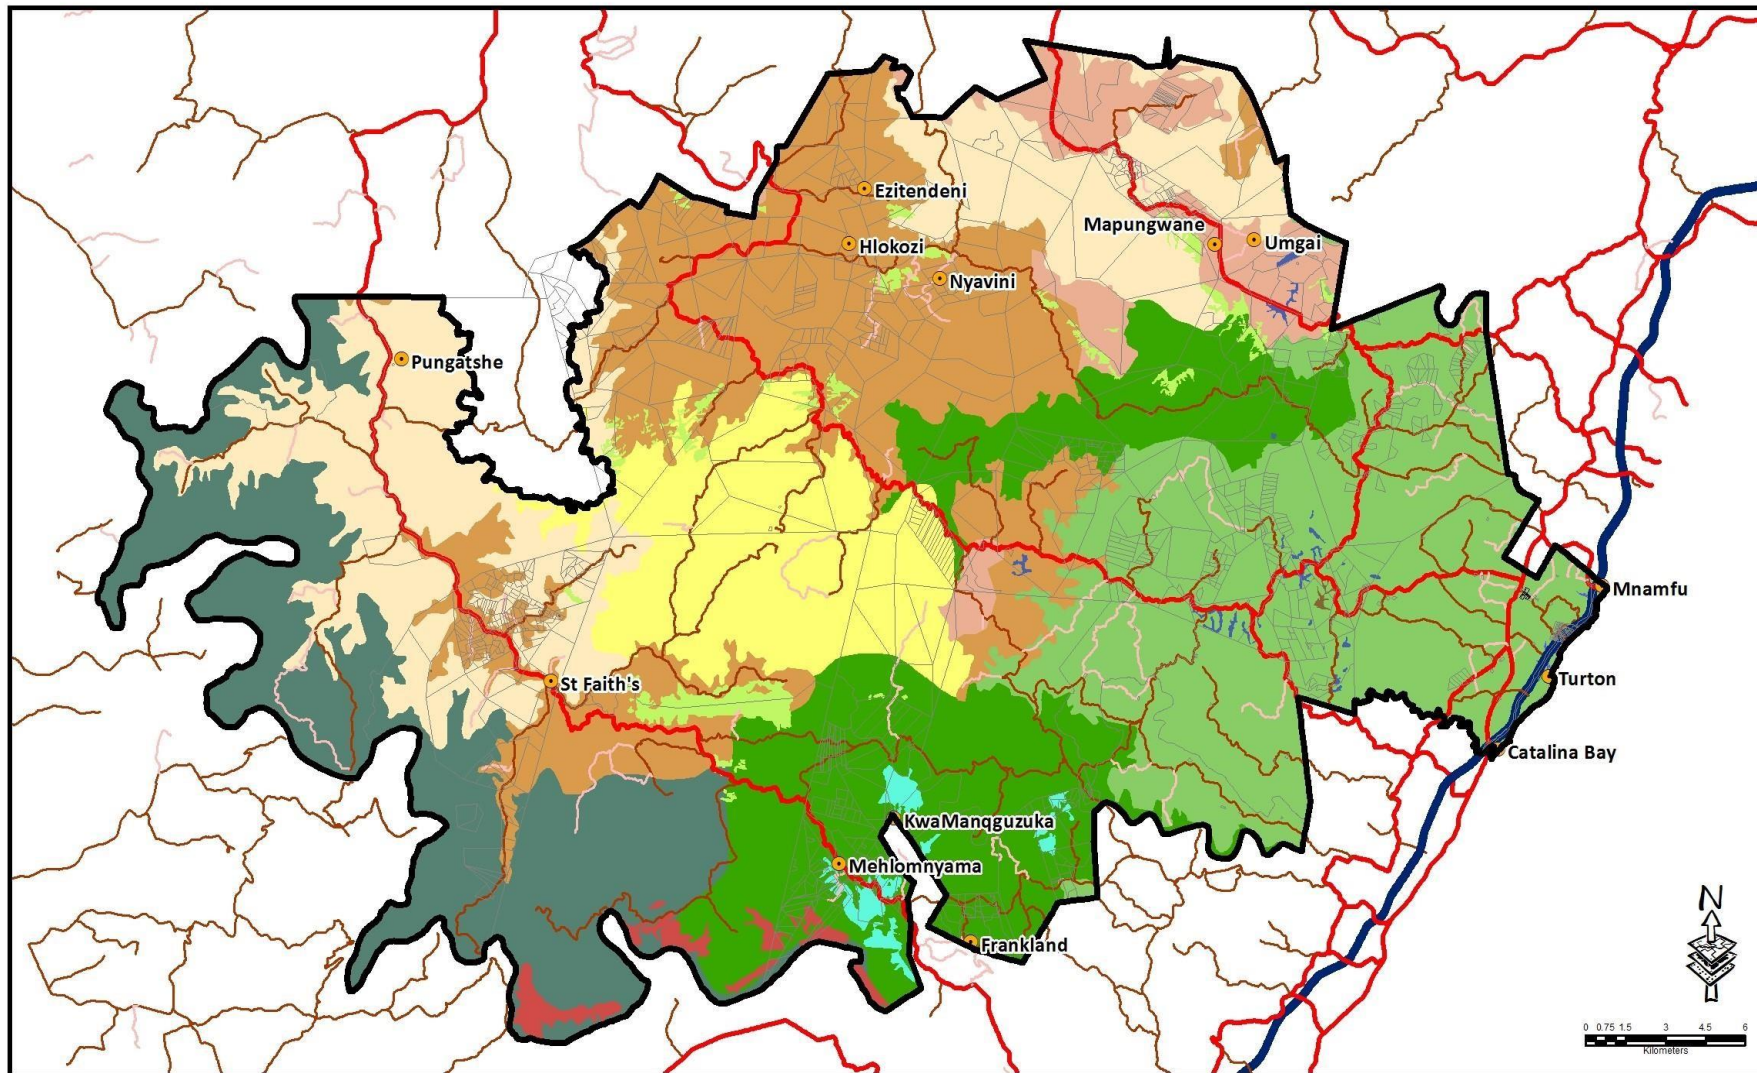 Ezitendeni
Mapungwane
Umgai
Hlokozi
Nyavini
Pungatshe
Mnamfu
St Faith's
Turton
Catalina Bay
KwaManqguzuka
Mehlomnyama
Frankland
N
0 0.75 1.5 3 4.5 6
Kilometers